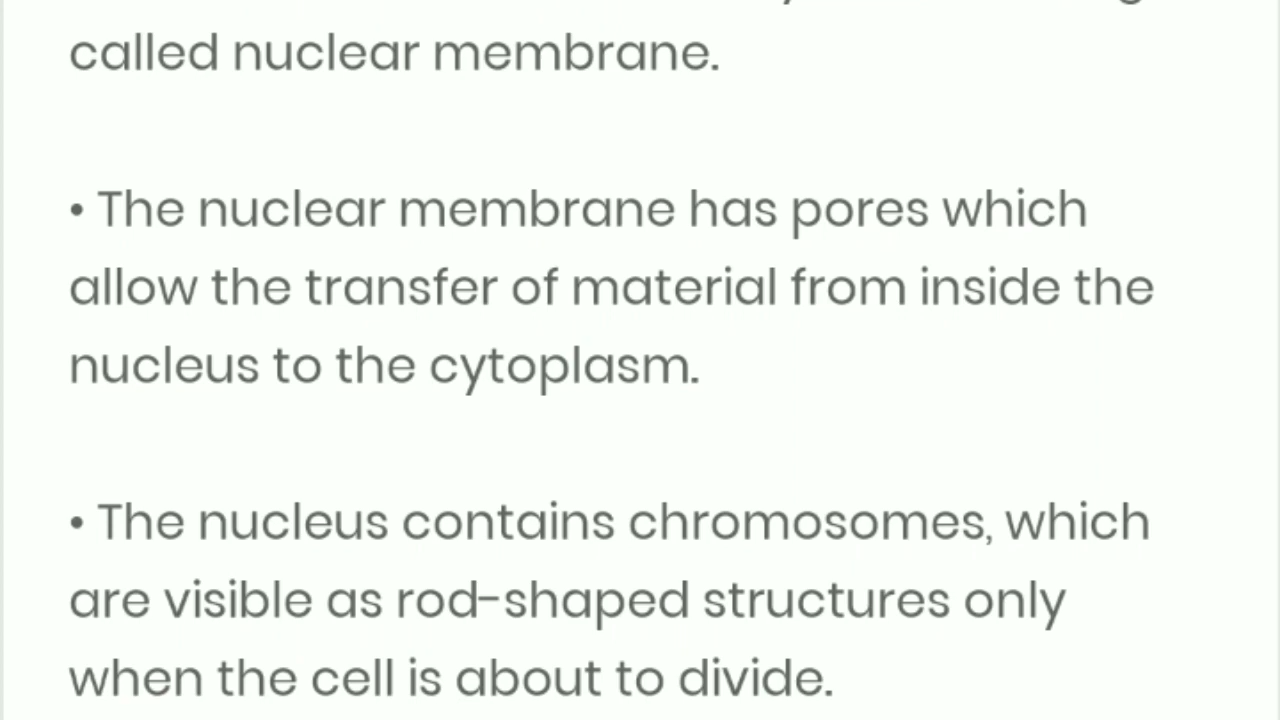 called nuclear membrane.
• The nuclear membrane has pores which
allow the transfer of material from inside the
nucleus to the cytoplasm.
• The nucleus contains chromosomes, which
are visible as rod-shaped structures only
when the cell is about to divide.